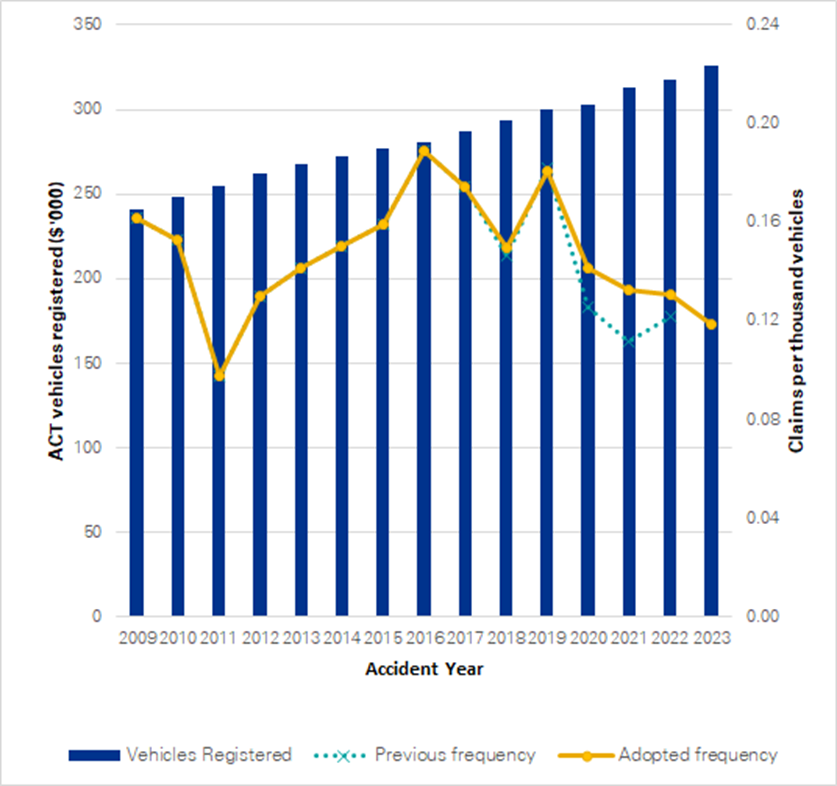 350 0.24
300 0.20
250 0.16
200
150 0.12
100 0.08
50 0.04
0 0.00
ACT vehicles registered ($'000)
Claims per thousand vehicles
2009 2010 2011 2012 2013 2014 2015 2016 2017 2018 2019 2020 2021 2022 2023
Accident Year
Vehicles Registered Previous frequency Adopted frequency